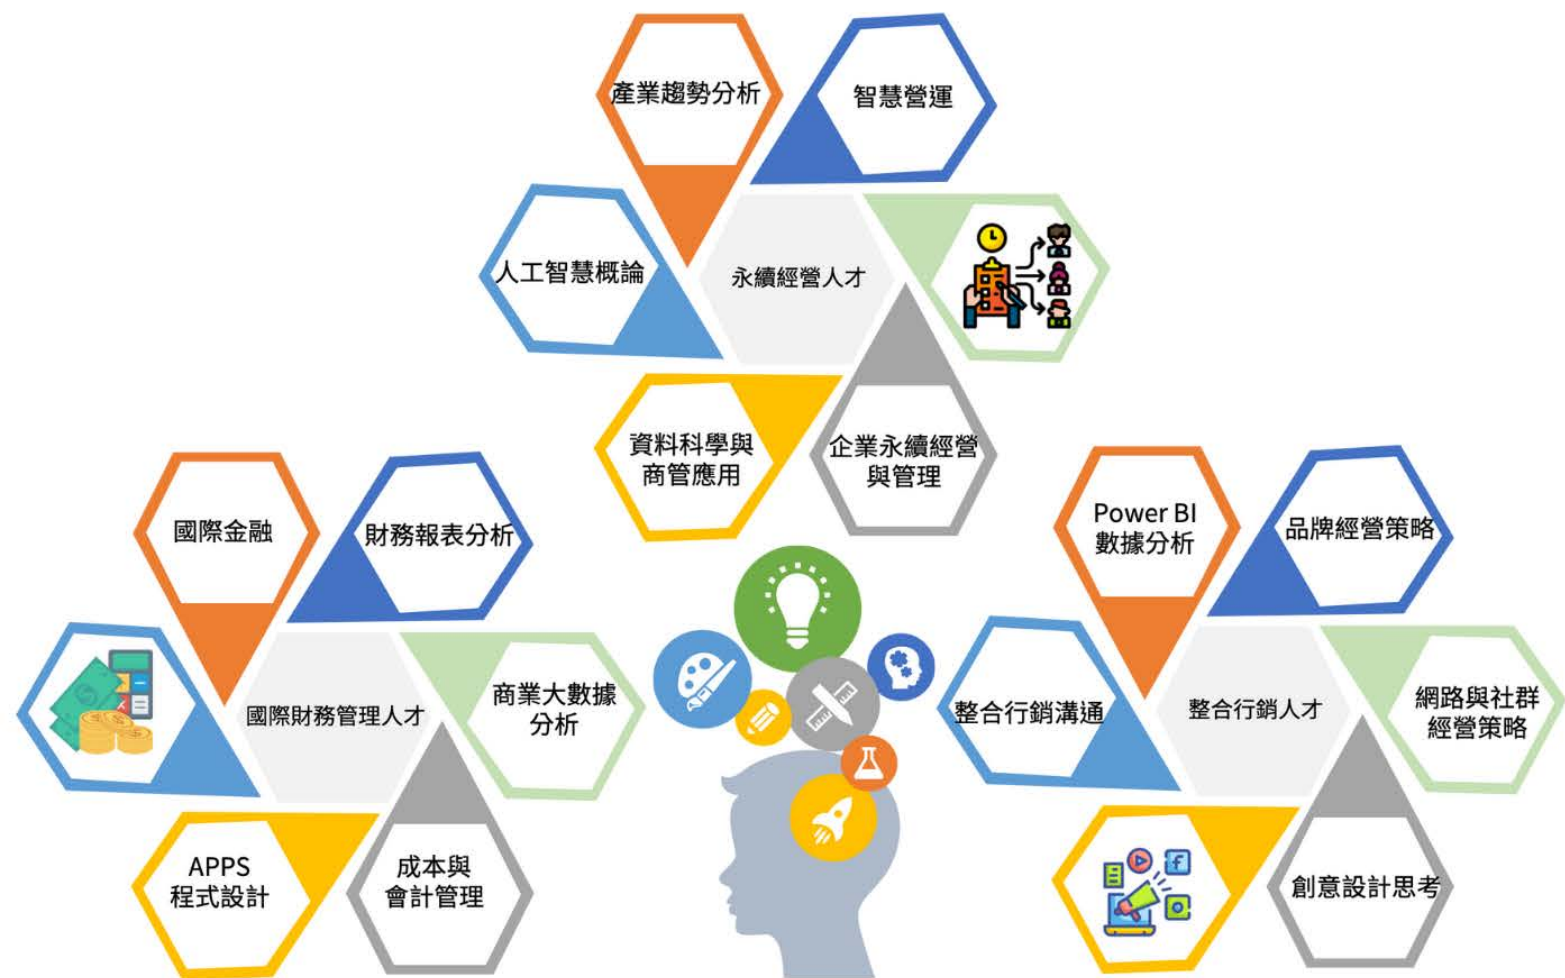 產業趨勢分析
智慧營運
人工智慧概論
永續經營人才
資料科學與
商管應用
企業永續經營
與管理
國際金融
財務報表分析
國際財務管理人才
商業大數據
分析
APPS
程式設計
成本與
會計管理
Power BI
數據分析
品牌經營策略
整合行銷溝通
整合行銷人才
網路與社群
經營策略
創意設計思考